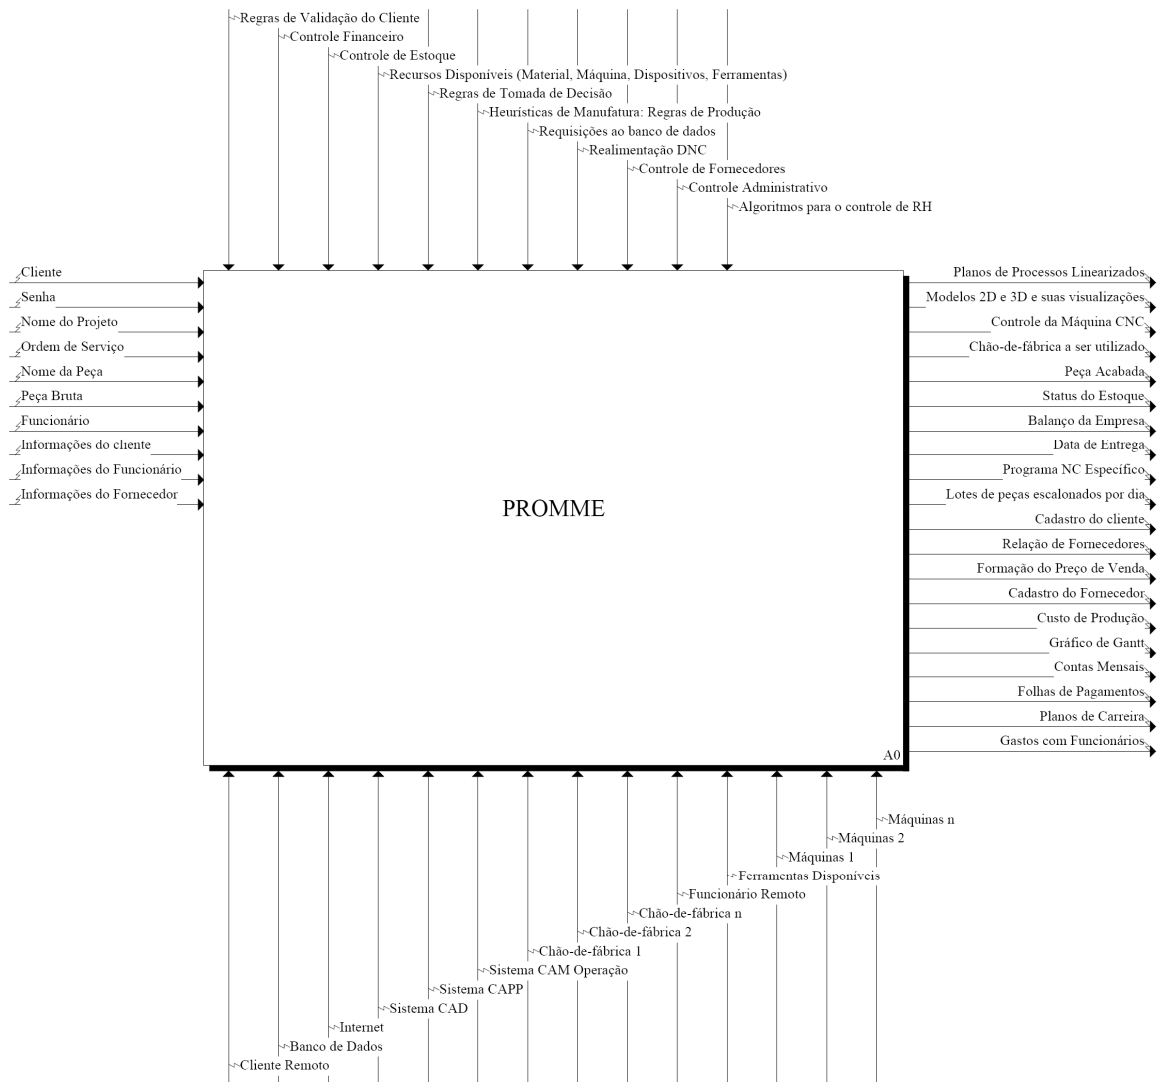 Regras de Validação do Cliente
Controle Financeiro
Controle de Estoque
Recursos Disponíveis (Material, Máquina, Dispositivos, Ferramentas)
Regras de Tomada de Decisão
Heurísticas de Manufatura: Regras de Produção
Requisições ao banco de dados
Realimentação DNC
Controle de Fornecedores
Controle Administrativo
Algoritmos para o controle de RH
Cliente
Senha
Nome do Projeto
Ordem de Serviço
Nome da Peça
Peça Bruta
Funcionário
Informações do cliente
Informações do Funcionário
Informações do Fornecedor
PROMME
A0
Planos de Processos Linearizados
Modelos 2D e 3D e suas visualizações
Controle da Máquina CNC
Chão-de-fábrica a ser utilizado
Peça Acabada
Status do Estoque
Balanço da Empresa
Data de Entrega
Programa NC Específico
Lotes de peças escalonados por dia
Cadastro do cliente
Relação de Fornecedores
Formação do Preço de Venda
Cadastro do Fornecedor
Custo de Produção
Gráfico de Gantt
Contas Mensais
Folhas de Pagamentos
Planos de Carreira
Gastos com Funcionários
Máquinas n
Máquinas 2
Máquinas 1
Ferramentas Disponíveis
Funcionário Remoto
Chão-de-fábrica n
Chão-de-fábrica 2
Chão-de-fábrica 1
Sistema CAM Operação
Sistema CAPP
Sistema CAD
Internet
Banco de Dados
Cliente Remoto